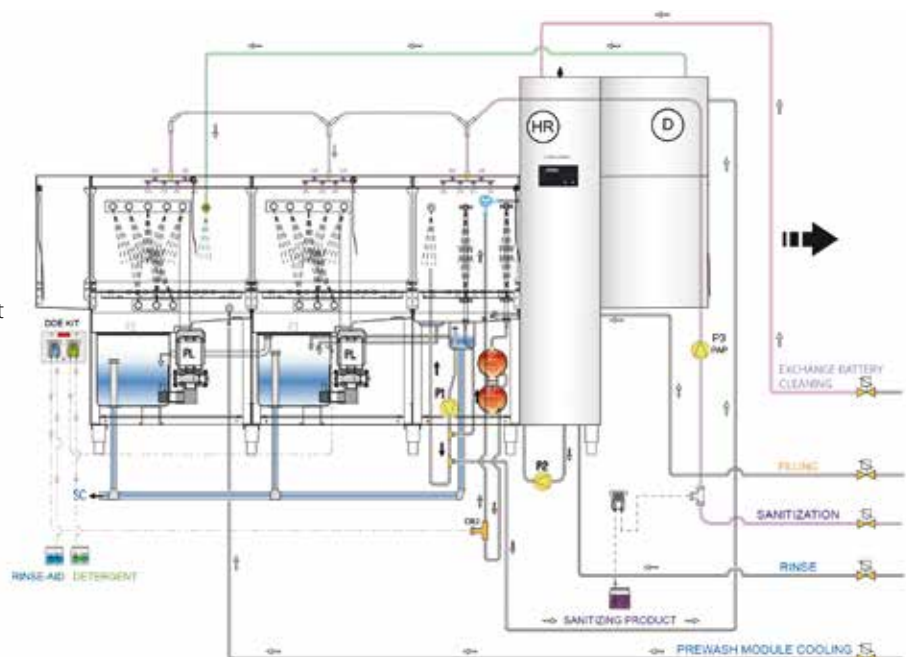 HR
D
t
DDE KIT
PL
PL
P1
P2
P3
PAP
EXCHANGE BATTERY
CLEANING
FILLING
SANITIZATION
RINSE
SC
RINSE-AID DETERGENT
SANITIZING PRODUCT
PREWASH MODULE COOLING